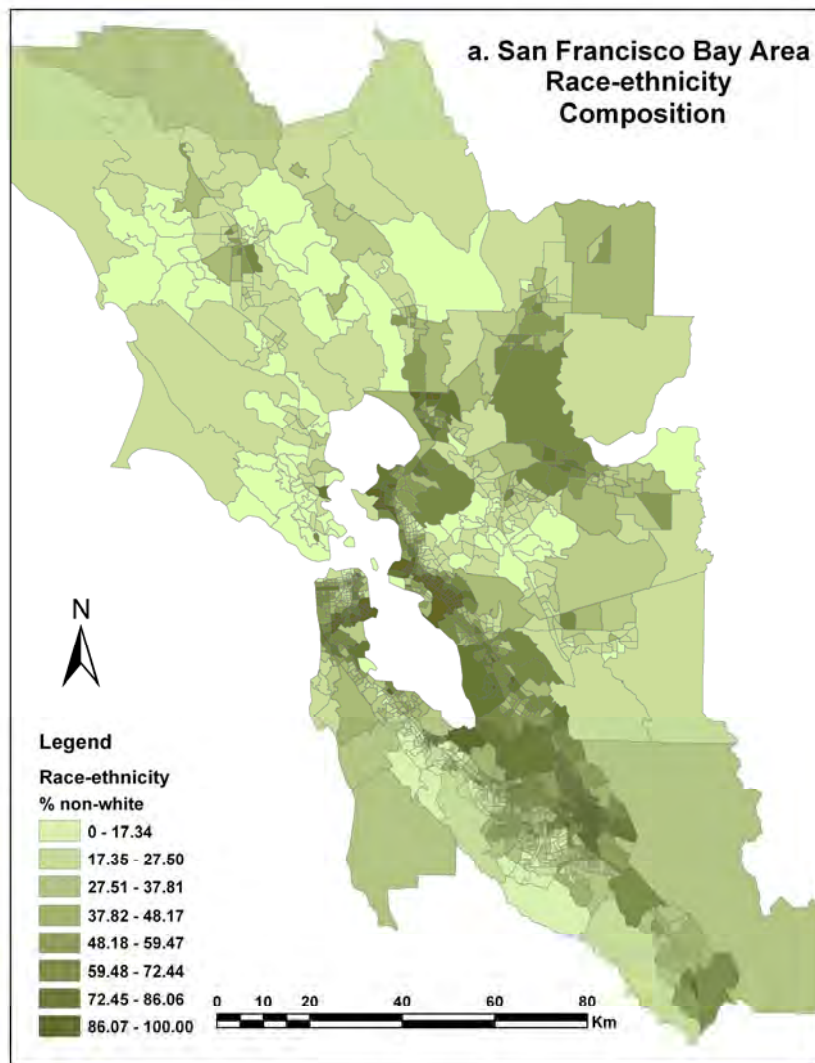 a. San Francisco Bay Area
Race-ethnicity
Composition
N
Legend
Race-ethnicity
% non-white
0 - 17.34
17.35 - 27.50
27.51 - 37.81
37.82 - 48.17
48.18 - 59.47
59.48 - 72.44
72.45 - 86.06
86.07 - 100.00
0 10 20 40 60 80
Km